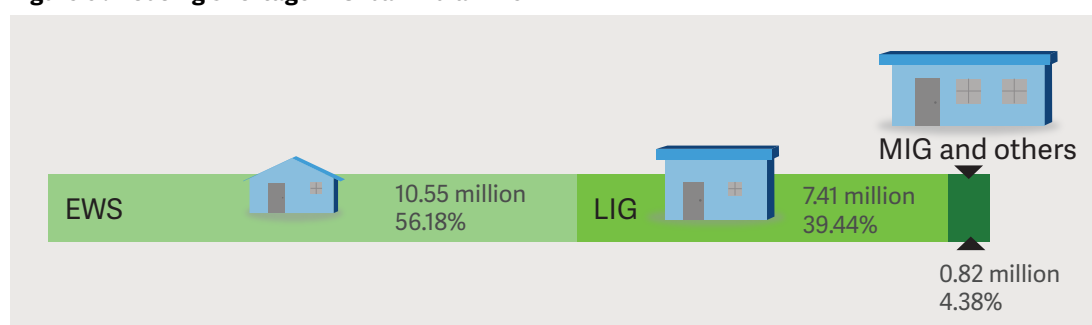 MIG and others
EWS
10.55 million
56.18%
LIG
7.41 million
39.44%
0.82 million
4.38%